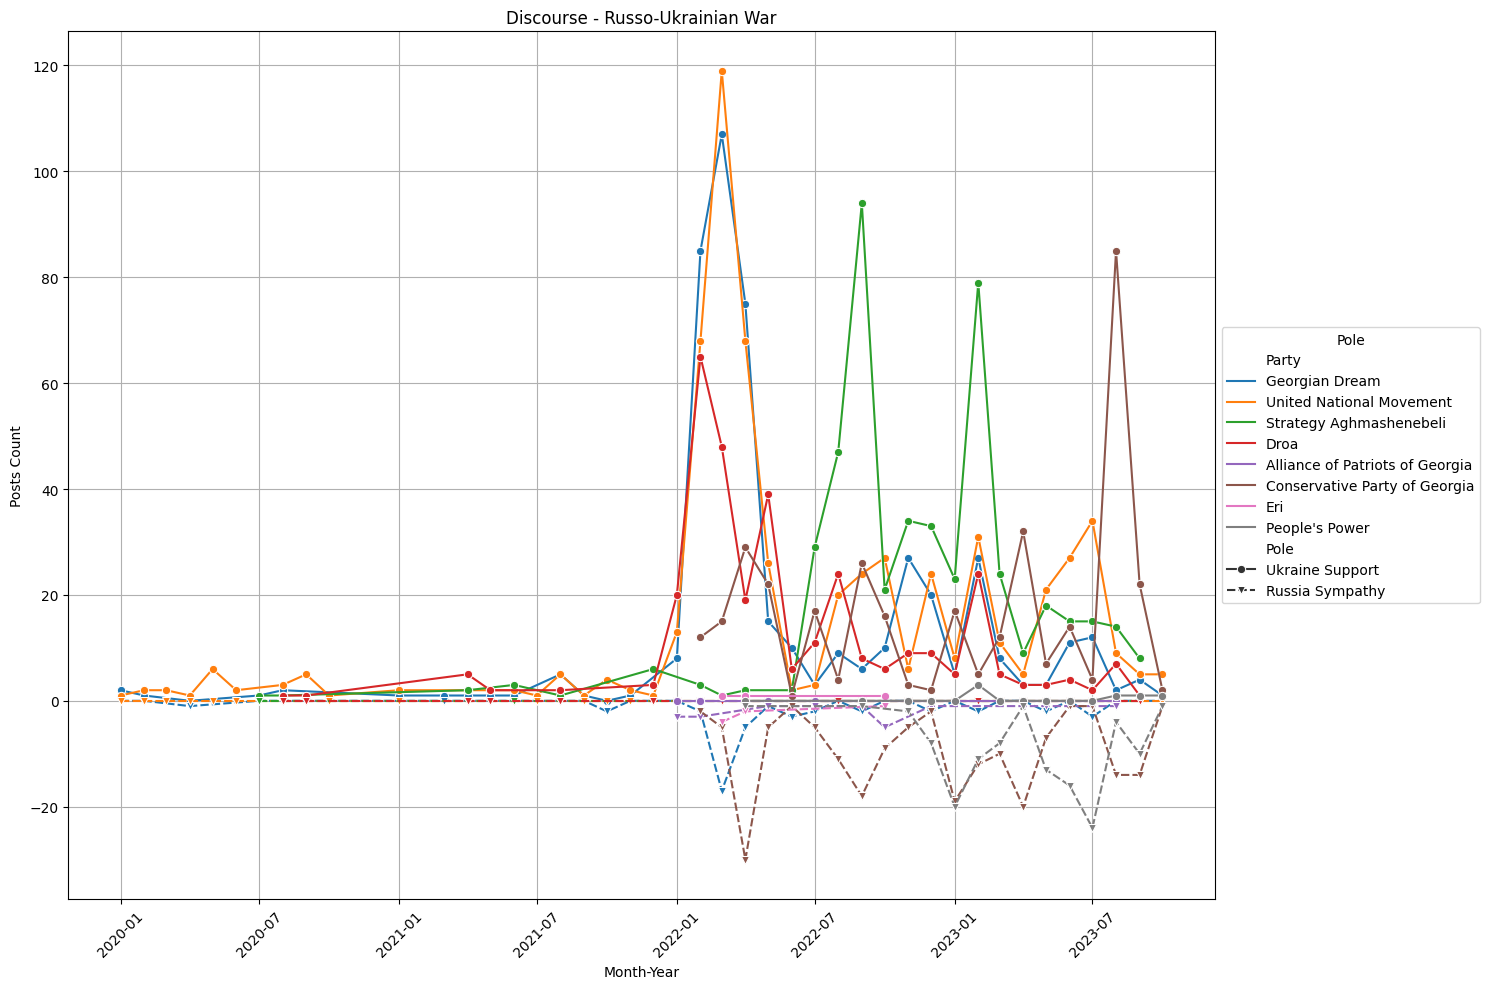 Discourse - Russo-Ukrainian War
Posts Count
120
100
80
60
40
20
0
−20
2020-01
2020-07
2021-01
2021-07
2022-01
2022-07
2023-01
2023-07
Month-Year
Pole
Party
Georgian Dream
United National Movement
Strategy Aghmashenebeli
Droa
Alliance of Patriots of Georgia
Conservative Party of Georgia
Eri
People's Power
Pole
Ukraine Support
Russia Sympathy